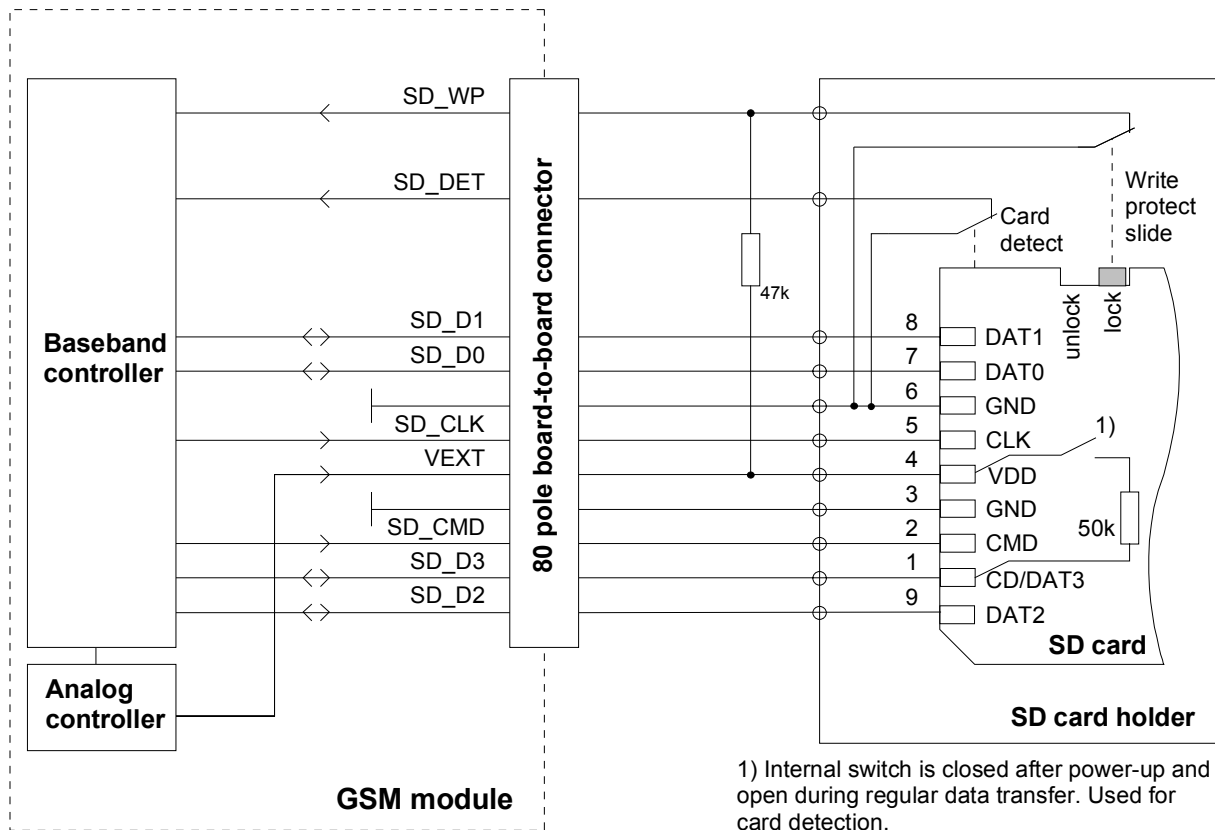 SD_WP
SD_DET
SD_D1
SD_D0
SD_CLK
VEXT
SD_CMD
SD_D3
SD_D2
Baseband
controller
Analog
controller
GSM module
80 pole board-to-board connector
47k
Card
detect
Write
protect
slide
unlock
lock
8 DAT1
7 DAT0
6 GND
5 CLK
1)
4 VDD
3 GND
50k
2 CMD
1 CD/DAT3
9 DAT2
SD card
SD card holder
1) Internal switch is closed after power-up and
open during regular data transfer. Used for
card detection.